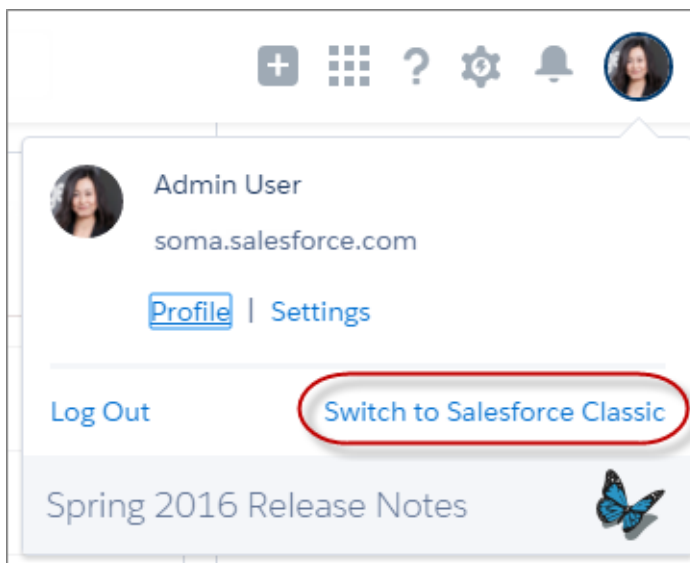 Admin User
soma.salesforce.com
Profile | Settings
Log Out Switch to Salesforce Classic
Spring 2016 Release Notes